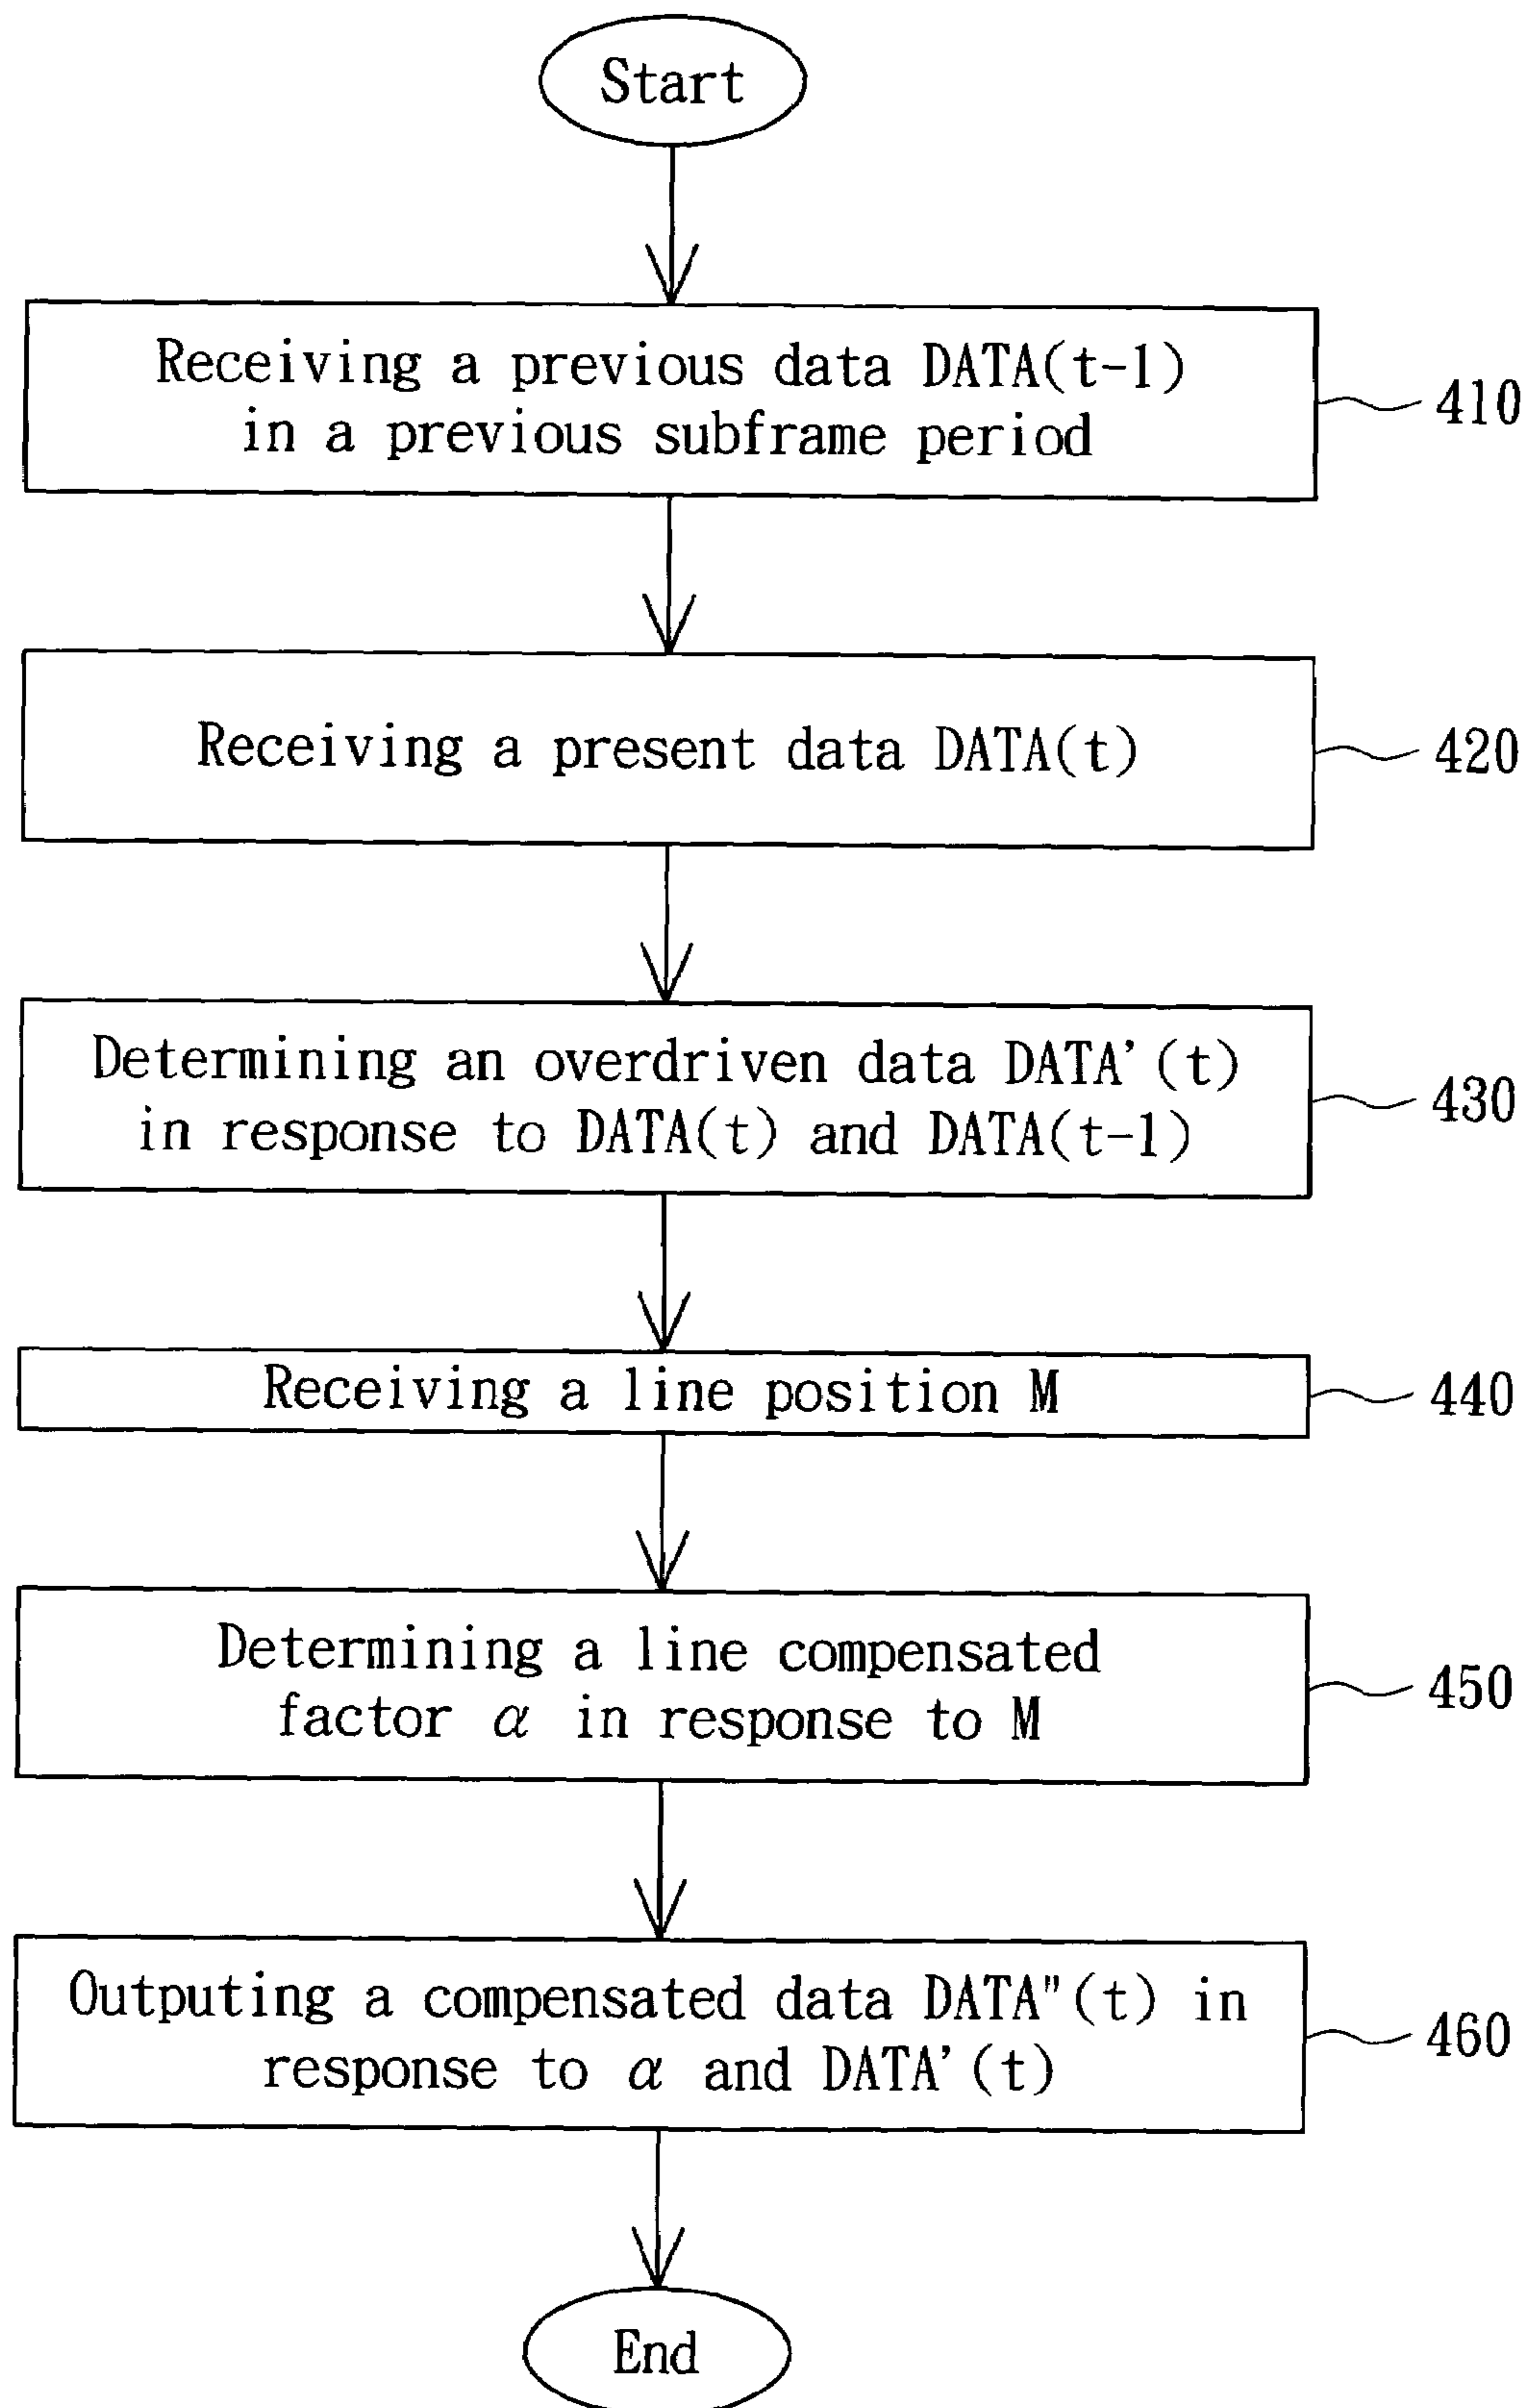 Start
Receiving a previous data DATA(t-1)
in a previous subframe period
410
Receiving a present data DATA(t)
420
Determining an overdriven data DATA'(t)
in response to DATA(t) and DATA(t-1)
430
Receiving a line position M
440
Determining a line compensated
factor α in response to M
450
Outputing a compensated data DATA"(t) in
response to α and DATA'(t)
460
End